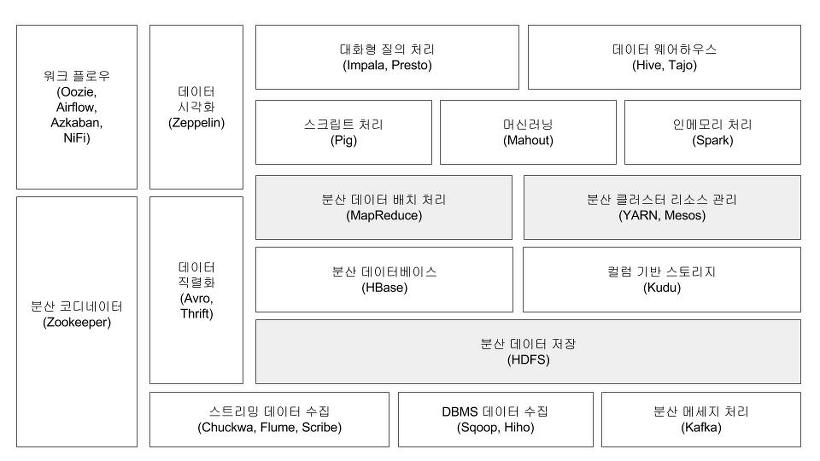 워크 플로우
(Oozie,
Airflow,
Azkaban,
NiFi)
데이터
시각화
(Zeppelin)
대화형 질의 처리
(Impala, Presto)
데이터 웨어하우스
(Hive, Tajo)
스크립트 처리
(Pig)
머신러닝
(Mahout)
인메모리 처리
(Spark)
분산 데이터 배치 처리
(MapReduce)
분산 클러스터 리소스 관리
(YARN, Mesos)
분산 코디네이터
(Zookeeper)
데이터
직렬화
(Avro,
Thrift)
분산 데이터베이스
(HBase)
컬럼 기반 스토리지
(Kudu)
분산 데이터 저장
(HDFS)
스트리밍 데이터 수집
(Chuckwa, Flume, Scribe)
DBMS 데이터 수집
(Sqoop, Hiho)
분산 메세지 처리
(Kafka)